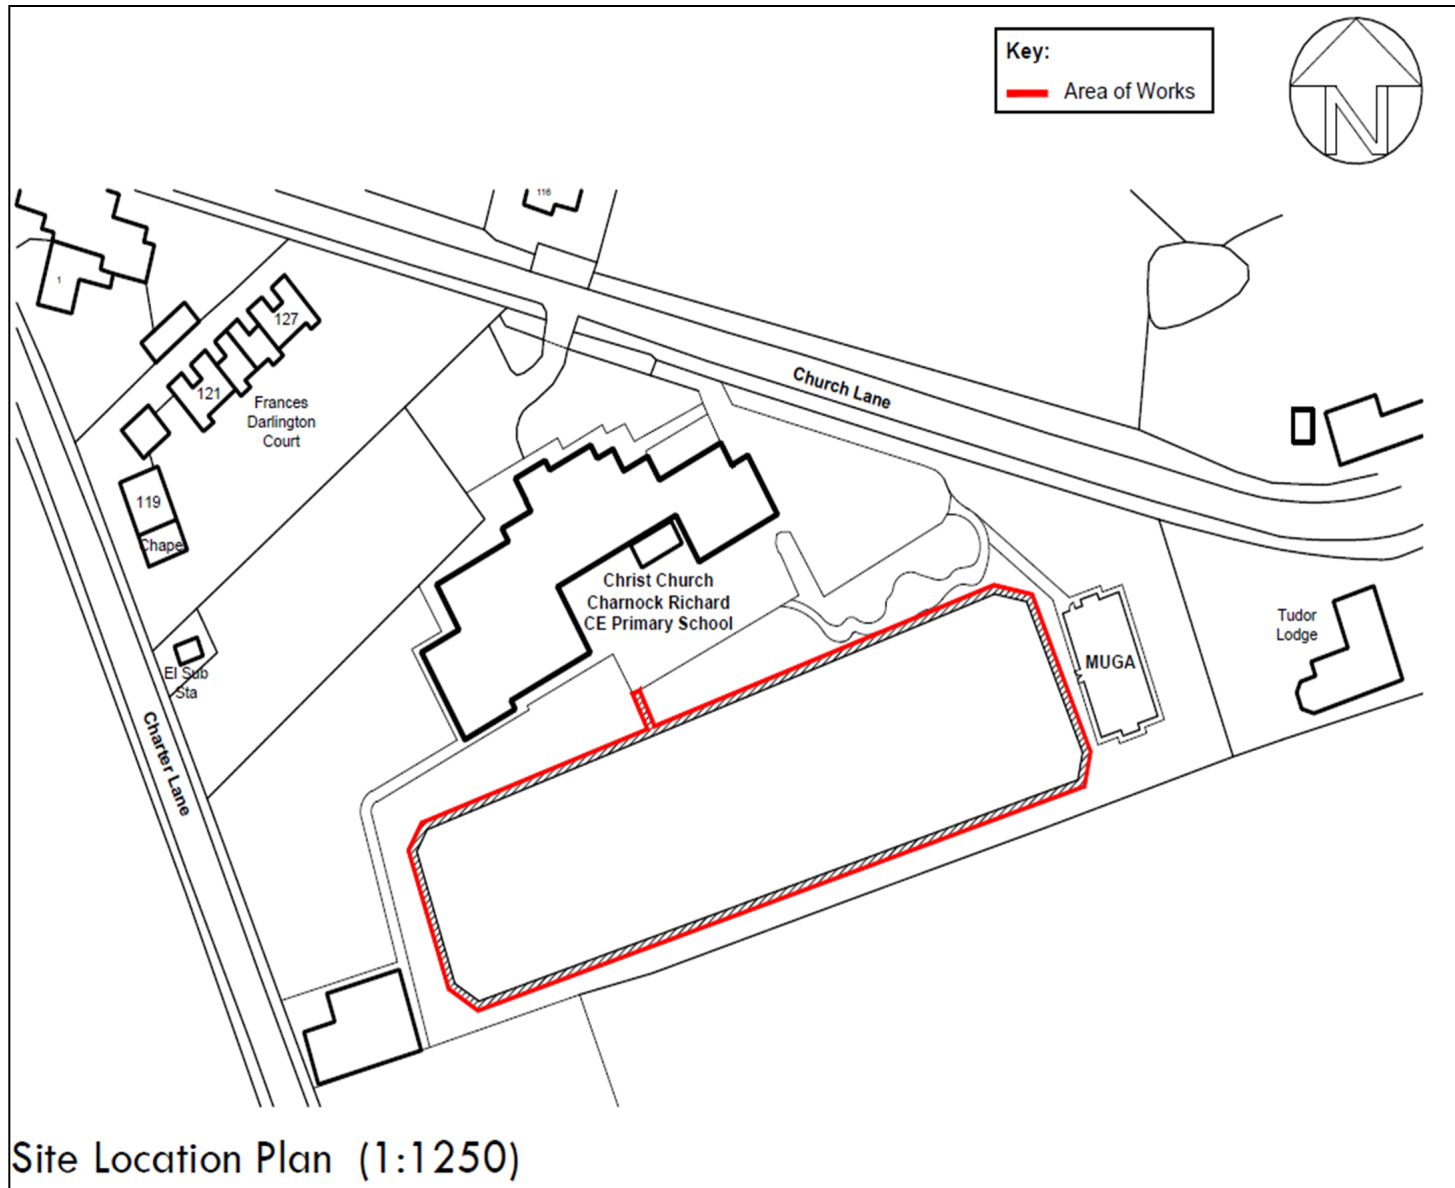 Key:
Area of Works
N
116
1
127
121
Frances
Darlington
Court
Church Lane
119
Chapel
Christ Church
Charnock Richard
CE Primary School
Tudor
Lodge
MUGA
El Sub
Sta
Charter Lane
Site Location Plan (1:1250)